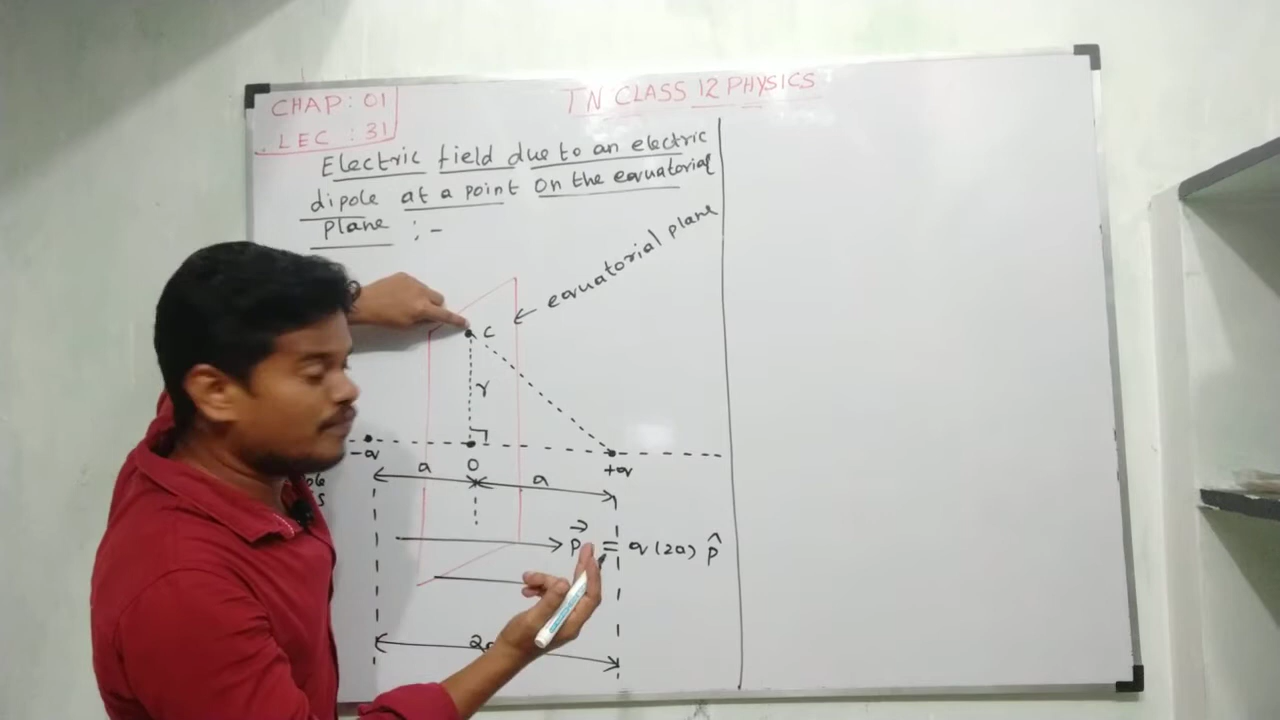 CHAP : 01
LEC : 31
TN CLASS 12 PHYSICS
Electric field due to an electric
dipole at a point on the equatorial
plane :-
equatorial plane
C
r
-q
O
+q
a
a
p⃗ = q (2a) p̂